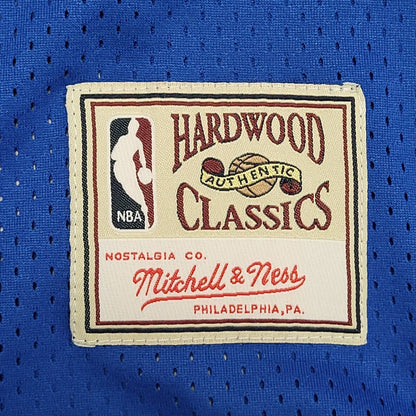 HARDWOOD
AUTHENTIC
CLASSICS
NBA
NOSTALGIA CO.
Mitchell & Ness
PHILADELPHIA, PA.